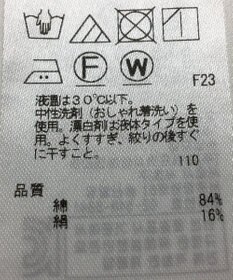 F
W
F23
液温は30℃以下。
中性洗剤（おしゃれ着洗い）を
使用。漂白剤は液体タイプを使
用。よくすすぎ、絞りの後すぐ
に干すこと。
110
品質
綿 84%
絹 16%